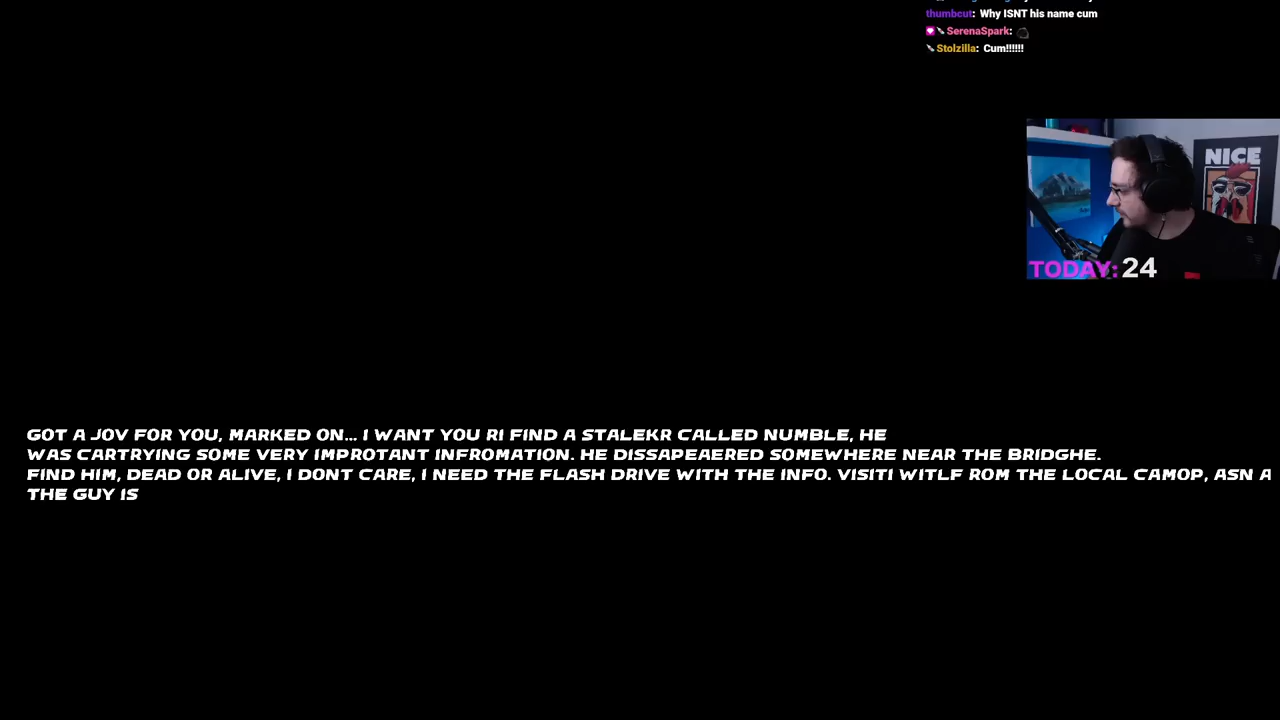 thumbcut: Why ISNT his name cum
SerenaSpark:
Stolzilla: Cum!!!!!!
NICE
TODAY: 24
GOT A JOV FOR YOU, MARKED ON... I WANT YOU RI FIND A STALEKR CALLED NUMBLE, HE
WAS CARTRYING SOME VERY IMPROTANT INFROMATION. HE DISSAPEAERED SOMEWHERE NEAR THE BRIDGHE.
FIND HIM, DEAD OR ALIVE, I DONT CARE, I NEED THE FLASH DRIVE WITH THE INFO. VISITI WITLF ROM THE LOCAL CAMOP, ASN A
THE GUY IS